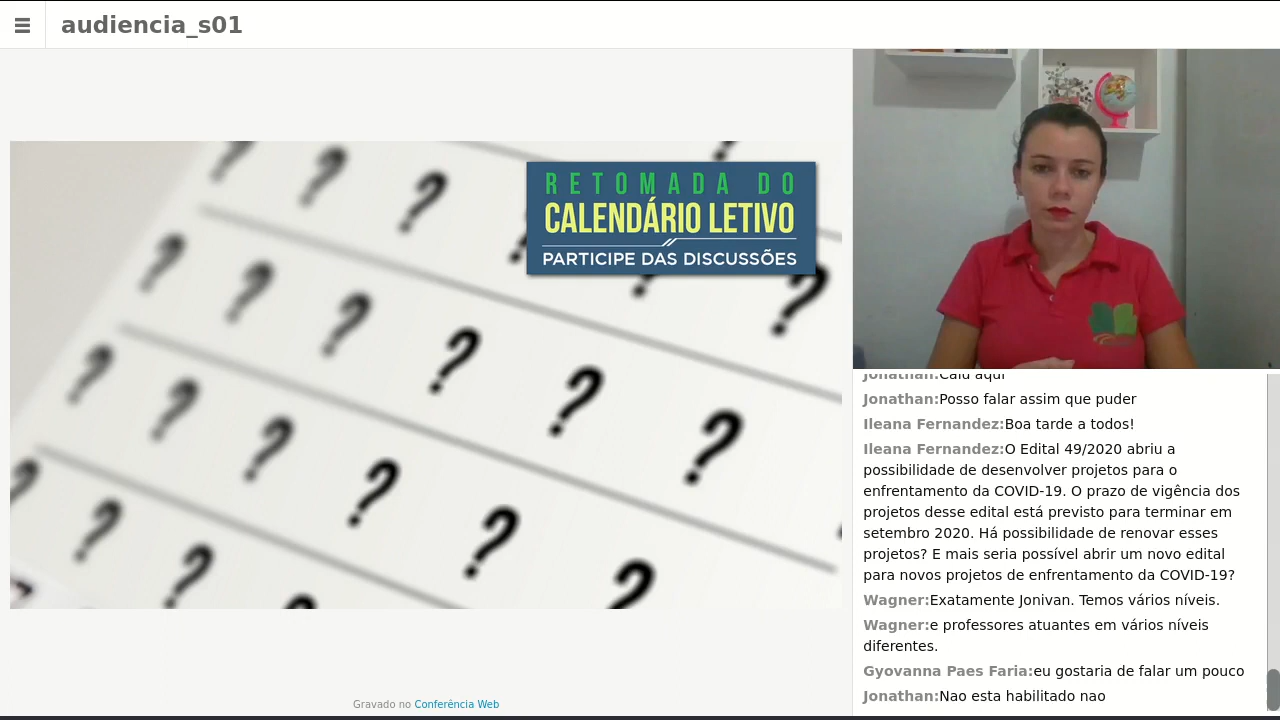 audiencia_s01
RETOMADA DO
CALENDÁRIO LETIVO
PARTICIPE DAS DISCUSSÕES
? ? ? ? ? ? ? ? ? ? ? ? ? ? ? ? ? ? ? ? ? ? ? ?
Jonathan:Caiu aqui
Jonathan:Posso falar assim que puder
Ileana Fernandez:Boa tarde a todos!
Ileana Fernandez:O Edital 49/2020 abriu a
possibilidade de desenvolver projetos para o
enfrentamento da COVID-19. O prazo de vigência dos
projetos desse edital está previsto para terminar em
setembro 2020. Há possibilidade de renovar esses
projetos? E mais seria possível abrir um novo edital
para novos projetos de enfrentamento da COVID-19?
Wagner:Exatamente Jonivan. Temos vários níveis.
Wagner:e professores atuantes em vários níveis
diferentes.
Gyovanna Paes Faria:eu gostaria de falar um pouco
Jonathan:Nao esta habilitado nao
Gravado no Conferência Web